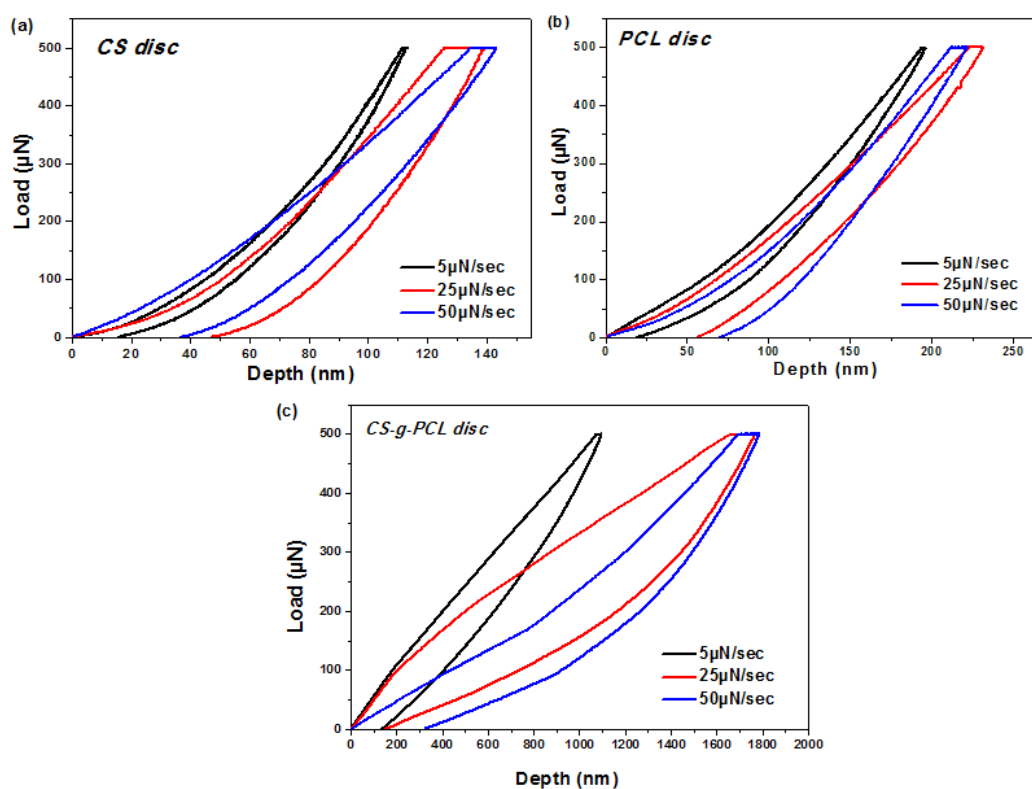 (a)
CS disc
500
400
300
200
100
0
Load (µN)
5µN/sec
25µN/sec
50µN/sec
0 20 40 60 80 100 120 140
Depth (nm)
(b)
PCL disc
500
400
300
200
100
0
Load (µN)
5µN/sec
25µN/sec
50µN/sec
0 50 100 150 200 250
Depth (nm)
(c)
CS-g-PCL disc
500
400
300
200
100
0
Load (µN)
5µN/sec
25µN/sec
50µN/sec
0 200 400 600 800 1000 1200 1400 1600 1800 2000
Depth (nm)